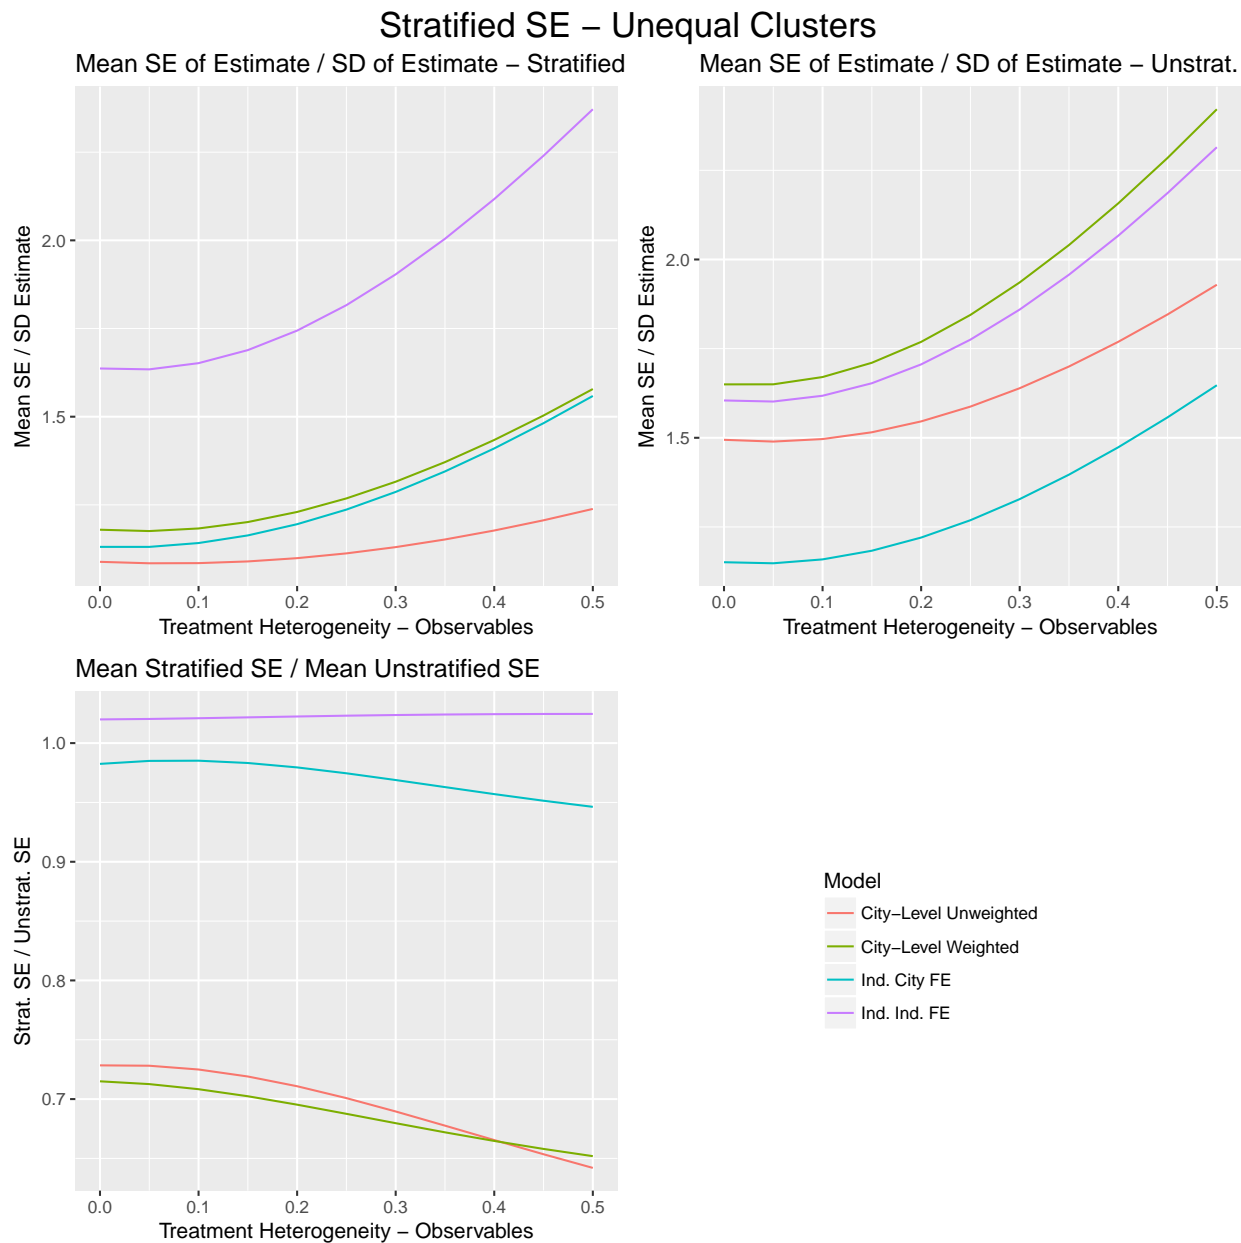 Stratified SE – Unequal Clusters
Mean SE of Estimate / SD of Estimate – Stratified
Mean SE / SD Estimate
2.0
1.5
0.0 0.1 0.2 0.3 0.4 0.5
Treatment Heterogeneity – Observables
Mean SE of Estimate / SD of Estimate – Unstrat.
Mean SE / SD Estimate
2.0
1.5
0.0 0.1 0.2 0.3 0.4 0.5
Treatment Heterogeneity – Observables
Mean Stratified SE / Mean Unstratified SE
Strat. SE / Unstrat. SE
1.0
0.9
0.8
0.7
0.0 0.1 0.2 0.3 0.4 0.5
Treatment Heterogeneity – Observables
Model
City–Level Unweighted
City–Level Weighted
Ind. City FE
Ind. Ind. FE